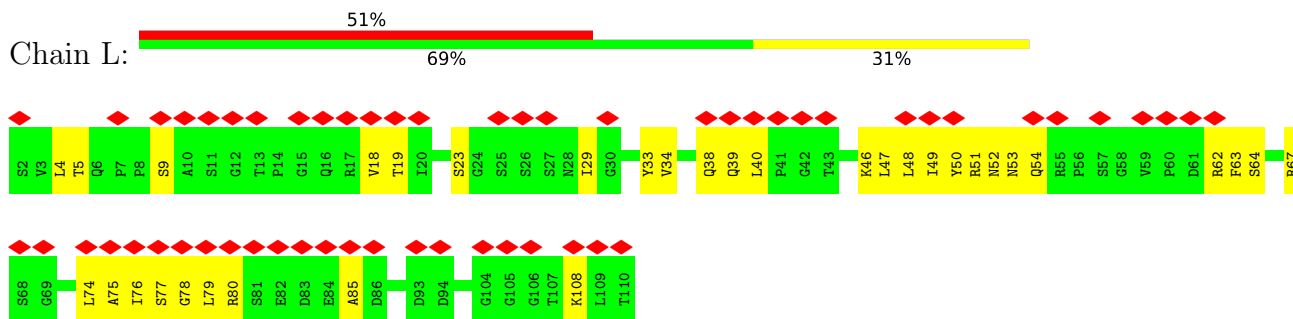 51%
Chain L:
69% 31%
S2 V3 L4 T5 Q6 P7 P8 S9 A10 S11 G12 T13 P14 G15 Q16 R17 V18 T19 I20 S23 G24 S25 S26 S27 N28 I29 G30 Y33 V34 Q38 Q39 L40 P41 G42 T43 K46 L47 L48 I49 Y50 R51 N52 N53 Q54 R55 P56 S57 G58 V59 P60 D61 R62 F63 S64 R67
S68 G69 L74 A75 I76 S77 G78 L79 R80 S81 E82 D83 E84 A85 D86 D93 D94 G104 G105 G106 T107 K108 L109 T110